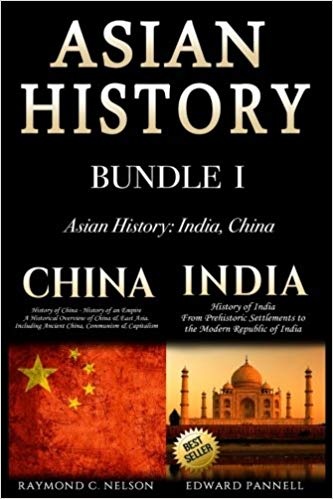 ASIAN
HISTORY
BUNDLE I
Asian History: India, China
CHINA
History of China - History of an Empire
A Historical Overview of China & East Asia.
Including Ancient China, Communism & Capitalism
INDIA
History of India
From Prehistoric Settlements to
the Modern Republic of India
BEST
SELLER
RAYMOND C. NELSON
EDWARD PANNELL